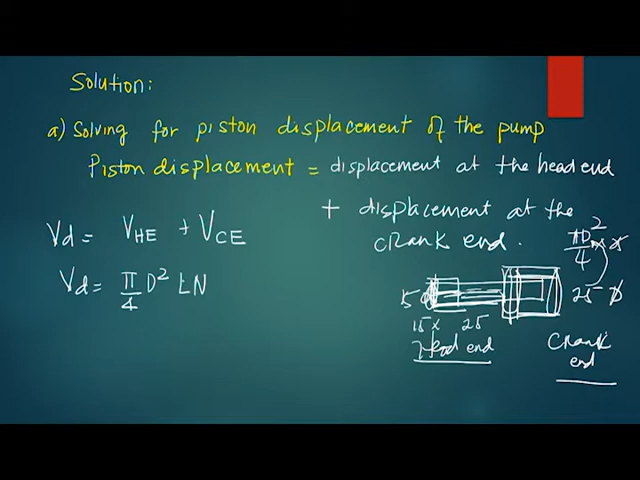 Solution:
a) Solving for piston displacement of the pump
Piston displacement = displacement at the head end
+ displacement at the
crank end.
Vd = VHE + VCE
Vd = π/4 D² LN
πD²/4
15 x 25
25
Head end
Crank
end